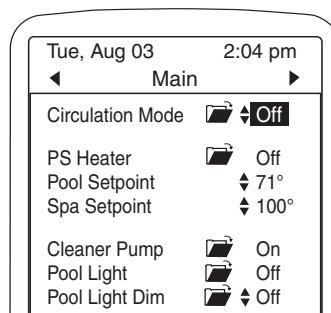 Tue, Aug 03 2:04 pm
Main
Circulation Mode Off
PS Heater Off
Pool Setpoint 71°
Spa Setpoint 100°
Cleaner Pump On
Pool Light Off
Pool Light Dim Off